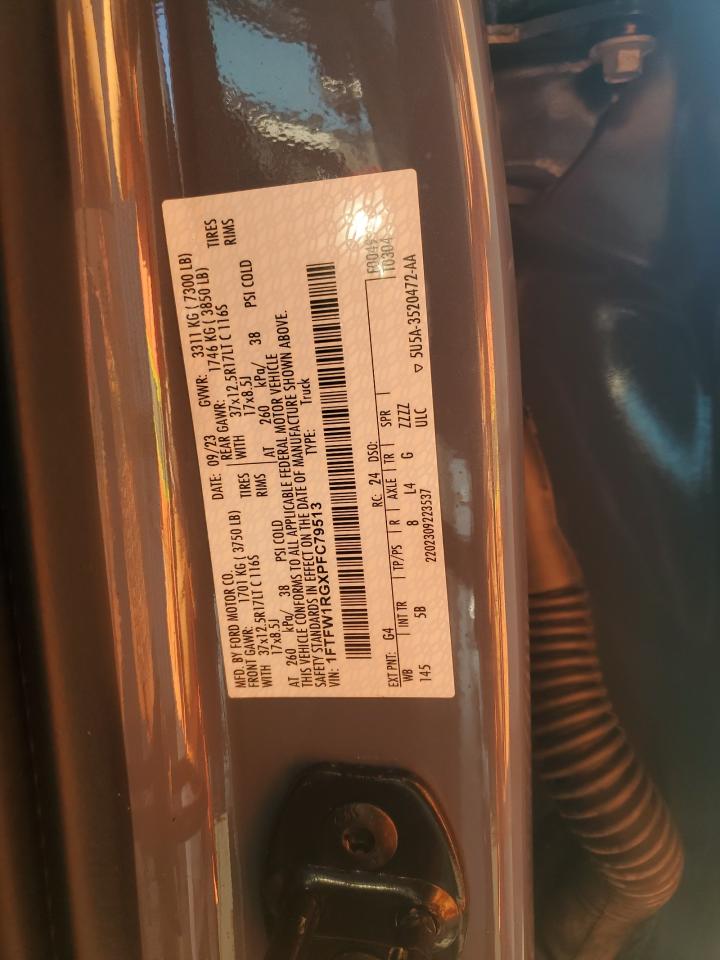 MFD. BY FORD MOTOR CO.
DATE: 09/23 GVWR: 3311 KG ( 7300 LB)
FRONT GAWR: 1701 KG ( 3750 LB) REAR GAWR: 1746 KG ( 3850 LB)
WITH 37x12.5R17LT C 116S TIRES WITH 37x12.5R17LT C 116S TIRES
17x8.5J RIMS 17x8.5J RIMS
AT 260 kPa/ 38 PSI COLD AT 260 kPa/ 38 PSI COLD
THIS VEHICLE CONFORMS TO ALL APPLICABLE FEDERAL MOTOR VEHICLE
SAFETY STANDARDS IN EFFECT ON THE DATE OF MANUFACTURE SHOWN ABOVE.
VIN: 1FTFW1RGXPFC79513 TYPE: Truck
EXT PNT: G4 RC: 24 DSO:
WB INT TR TP/PS R AXLE TR SPR
145 5B 8 L4 G ZZZZ
2202309223537 ULC
T0304
▽ 5U5A-3520472-AA